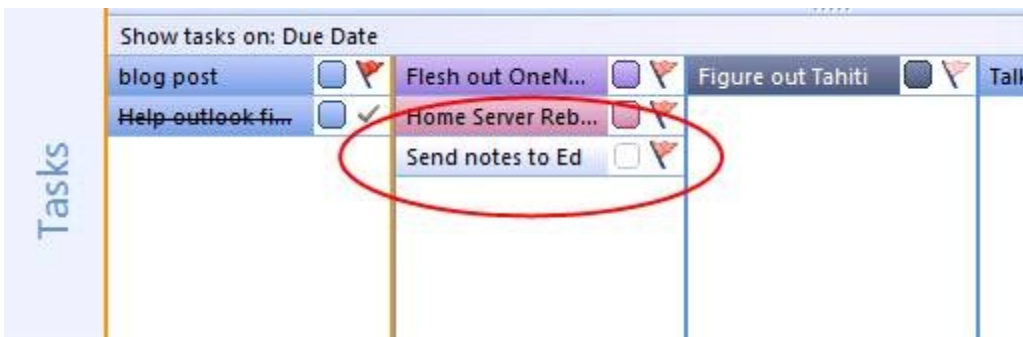 Tasks
Show tasks on: Due Date
blog post
Help outlook fi...
Flesh out OneN...
Home Server Reb...
Send notes to Ed
Figure out Tahiti